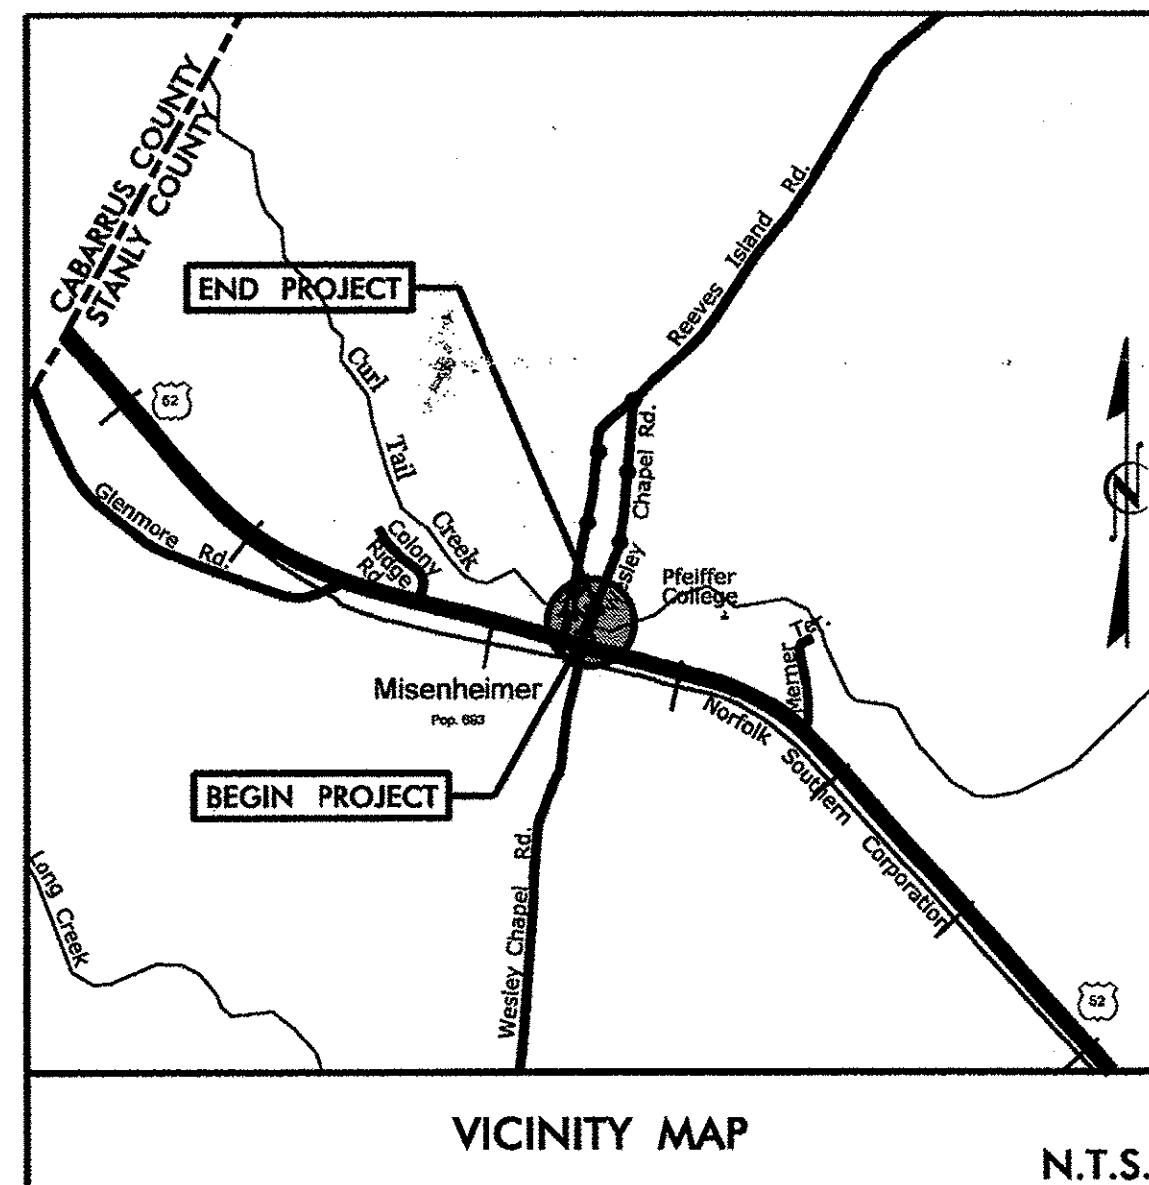 CABARRUS COUNTY
STANLY COUNTY
END PROJECT
Reeves Island Rd.
52
Curl Tail Creek
Glenmore Rd.
Colony
Ridge
Rd
Chapel Rd.
Pfeiffer
College
Merner Ter.
N
Misenheimer
Pop. 683
Norfolk Southern Corporation
BEGIN PROJECT
Wesley Chapel Rd.
Long Creek
52
VICINITY MAP
N.T.S.